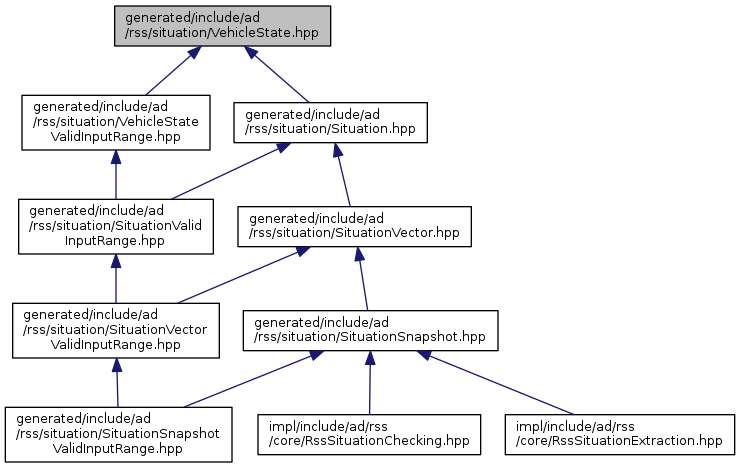 generated/include/ad
/rss/situation/VehicleState.hpp
generated/include/ad
/rss/situation/VehicleState
ValidInputRange.hpp
generated/include/ad
/rss/situation/Situation.hpp
generated/include/ad
/rss/situation/SituationValid
InputRange.hpp
generated/include/ad
/rss/situation/SituationVector.hpp
generated/include/ad
/rss/situation/SituationVector
ValidInputRange.hpp
generated/include/ad
/rss/situation/SituationSnapshot.hpp
generated/include/ad
/rss/situation/SituationSnapshot
ValidInputRange.hpp
impl/include/ad/rss
/core/RssSituationChecking.hpp
impl/include/ad/rss
/core/RssSituationExtraction.hpp